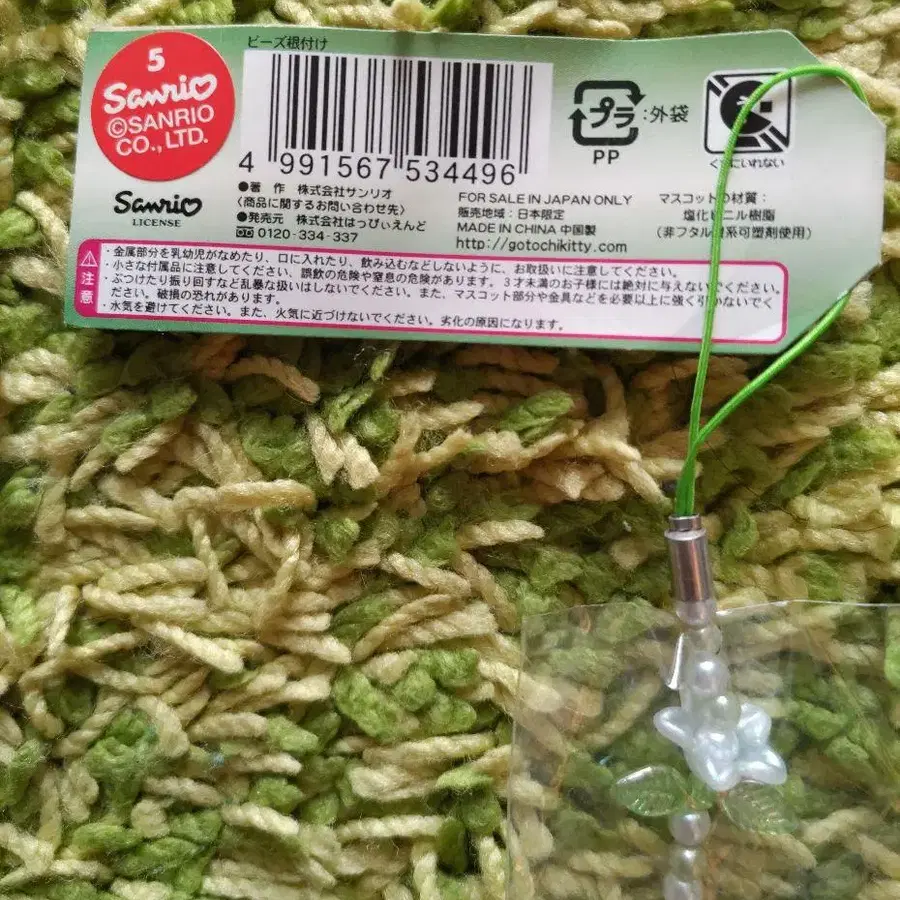 5
Sanrio
©SANRIO
CO., LTD.
Sanrio
LICENSE
ビーズ根付け
4 991567 534496
プラ :外袋
PP
くちにいれない
●著 作 株式会社サンリオ
〈商品に関するお問い合わせ先〉
●発売元 株式会社はっぴぃえんど
0120-334-337
FOR SALE IN JAPAN ONLY
販売地域:日本限定
MADE IN CHINA 中国製
http://gotochikitty.com
マスコットの材質:
塩化ビニル樹脂
(非フタル酸系可塑剤使用)
注意
・金属部分を乳幼児がなめたり、口に入れたり、飲み込むなどしないように、お取扱いに注意してください。
・小さな付属品に注意してください。誤飲の危険や窒息の危険があります。3才未満のお子様には絶対に与えないでください。
・ぶつけたり振り回すなど乱暴な扱いはしないでください。また、マスコット部分や金具などを必要以上に強く引かないでく
ださい。破損の恐れがあります。
・水気を避けてください。また、火気に近づけないでください。劣化の原因になります。